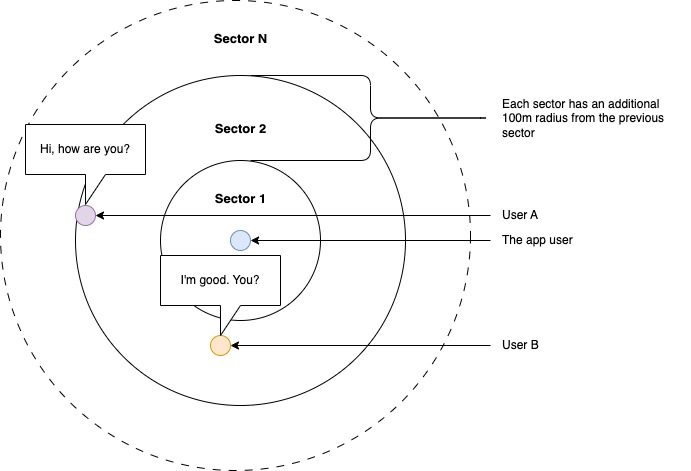 Sector N
Each sector has an additional
100m radius from the previous
sector
Sector 2
Hi, how are you?
Sector 1
User A
The app user
I'm good. You?
User B